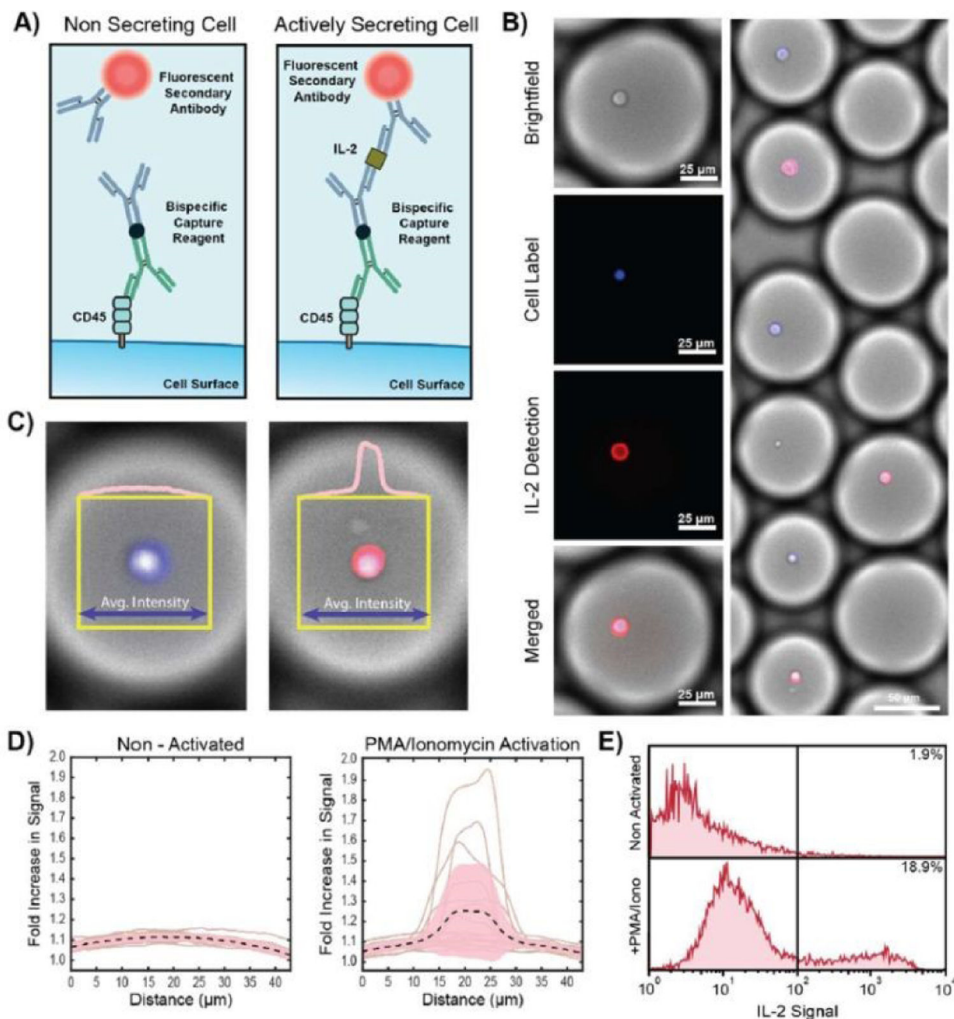 A)
Non Secreting Cell
Fluorescent
Secondary
Antibody
Bispecific
Capture
Reagent
CD45
Cell Surface
Actively Secreting Cell
Fluorescent
Secondary
Antibody
IL-2
Bispecific
Capture
Reagent
CD45
Cell Surface
B)
Brightfield
25 µm
Cell Label
25 µm
IL-2 Detection
25 µm
Merged
25 µm
50 µm
C)
Avg. Intensity
Avg. Intensity
D)
Non - Activated
Fold Increase in Signal
2.0
1.9
1.8
1.7
1.6
1.5
1.4
1.3
1.2
1.1
1.0
0 5 10 15 20 25 30 35 40
Distance (µm)
PMA/Ionomycin Activation
Fold Increase in Signal
2.0
1.9
1.8
1.7
1.6
1.5
1.4
1.3
1.2
1.1
1.0
0 5 10 15 20 25 30 35 40
Distance (µm)
E)
Non Activated
1.9%
+PMA/Iono
18.9%
10⁰ 10¹ 10² 10³ 10⁴
IL-2 Signal